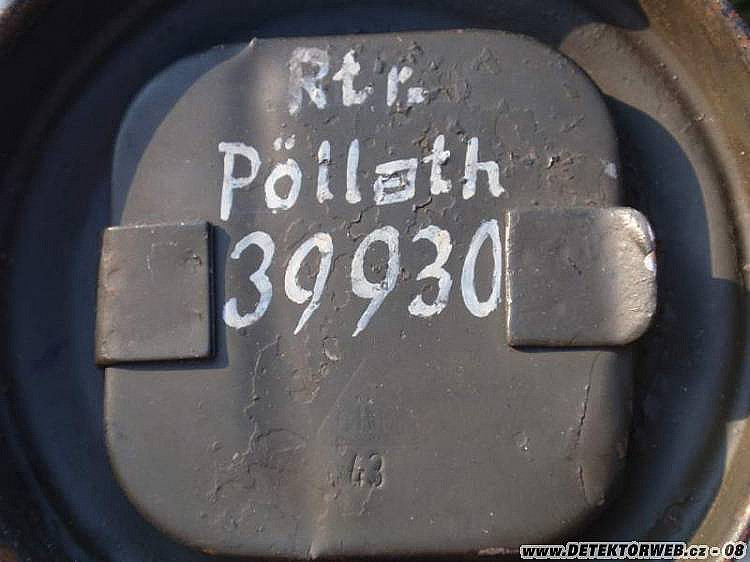 Rtr.
Pöllath
39930
43
www.DETEKTORWEB.cz - 08